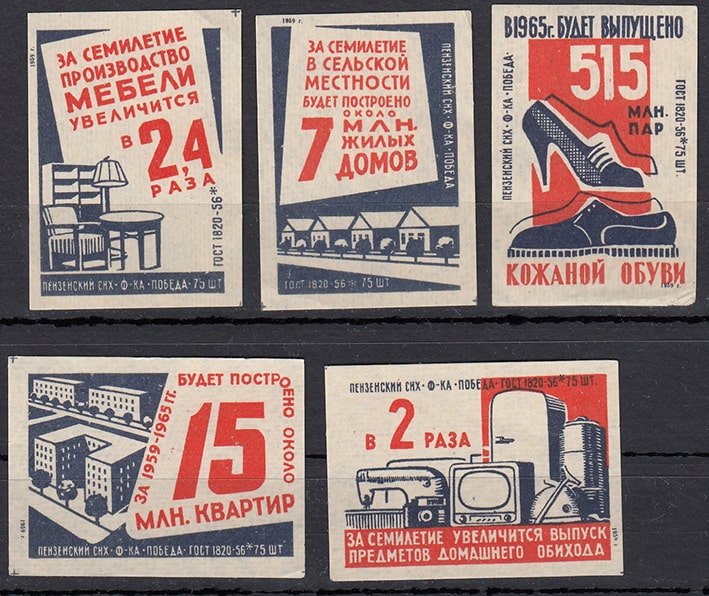 1959 г.
ЗА СЕМИЛЕТИЕ
ПРОИЗВОДСТВО
МЕБЕЛИ
УВЕЛИЧИТСЯ
В 2,4
РАЗА
ГОСТ 1820-56*
ПЕНЗЕНСКИЙ СНХ·Ф-КА·ПОБЕДА·75 ШТ
1959 г.
ЗА СЕМИЛЕТИЕ
В СЕЛЬСКОЙ
МЕСТНОСТИ
БУДЕТ ПОСТРОЕНО
ОКОЛО
7 МЛН.
ЖИЛЫХ
ДОМОВ
ПЕНЗЕНСКИЙ СНХ·Ф-КА·ПОБЕДА
ГОСТ 1820-56*75 ШТ
В 1965г. БУДЕТ ВЫПУЩЕНО
515
МЛН.
ПАР
ПЕНЗЕНСКИЙ СНХ·Ф-КА·ПОБЕДА·
ГОСТ 1820-56*75 ШТ.
КОЖАНОЙ ОБУВИ
1959 г.
ЗА 1959-1965 гг.
БУДЕТ ПОСТРОЕНО ОКОЛО
15
МЛН. КВАРТИР
1959 г.
ПЕНЗЕНСКИЙ СНХ·Ф-КА·ПОБЕДА·ГОСТ 1820-56*75 ШТ
ПЕНЗЕНСКИЙ СНХ·Ф-КА·ПОБЕДА·ГОСТ 1820-56*75 ШТ.
В 2 РАЗА
ЗА СЕМИЛЕТИЕ УВЕЛИЧИТСЯ ВЫПУСК
ПРЕДМЕТОВ ДОМАШНЕГО ОБИХОДА
1959 г.